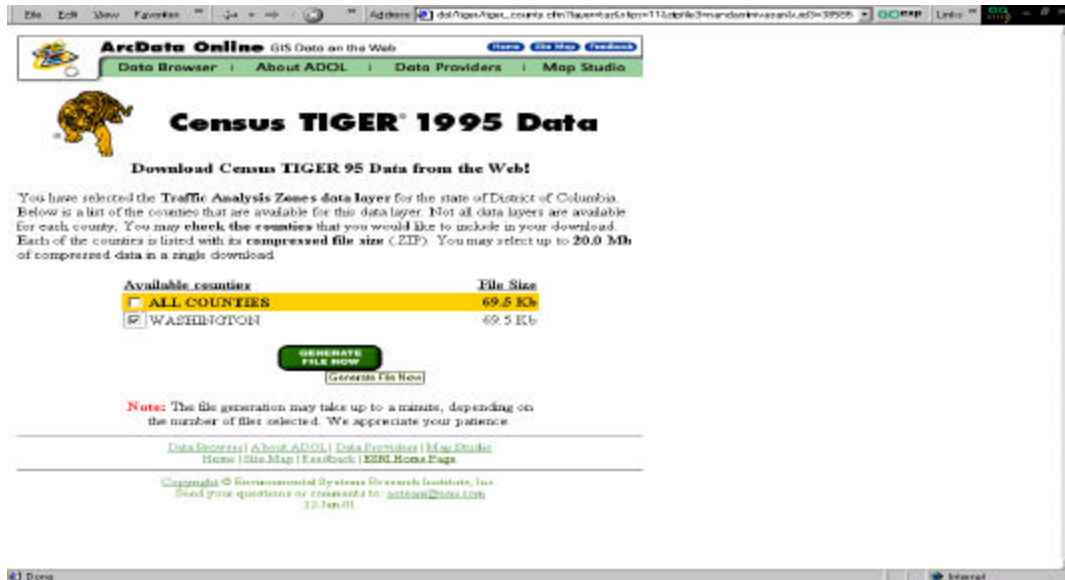 File Edit View Favorites Address
ArcData Online GIS Data on the Web Home Site Map Feedback
Data Browser | About ADOL | Data Providers | Map Studio
Census TIGER® 1995 Data
Download Census TIGER 95 Data from the Web!
You have selected the Traffic Analysis Zones data layer for the state of District of Columbia.
Below is a list of the counties that are available for this data layer. Not all data layers are available
for each county. You may check the counties that you would like to include in your download.
Each of the counties is listed with its compressed file size (.ZIP). You may select up to 20.0 Mb
of compressed data in a single download
Available counties File Size
ALL COUNTIES 69.5 Kb
WASHINGTON 69.5 Kb
GENERATE
FILE NOW
Generate File Now
Note: The file generation may take up to a minute, depending on
the number of files selected. We appreciate your patience.
Data Browser | About ADOL | Data Providers | Map Studio
Home | Site Map | Feedback | ESRI Home Page
Copyright © Environmental Systems Research Institute, Inc.
Send your questions or comments to:
22-Jan-01
Done Internet